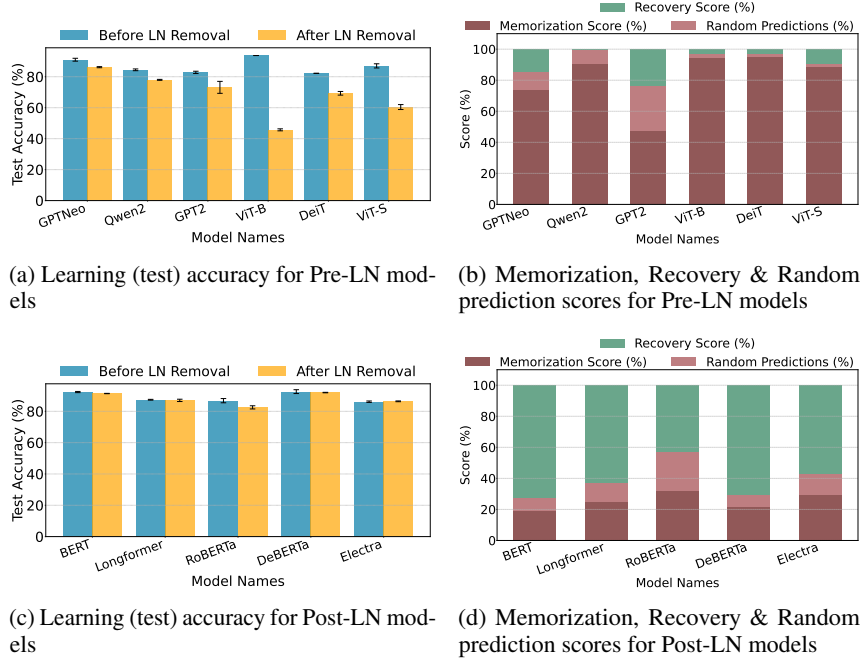 Before LN Removal After LN Removal
Test Accuracy (%)
80
60
40
20
0
GPTNeo Qwen2 GPT2 ViT-B DeiT ViT-S
Model Names
(a) Learning (test) accuracy for Pre-LN mod-
els
Recovery Score (%)
Memorization Score (%) Random Predictions (%)
Score (%)
100
80
60
40
20
0
GPTNeo Qwen2 GPT2 ViT-B DeiT ViT-S
Model Names
(b) Memorization, Recovery & Random
prediction scores for Pre-LN models
Before LN Removal After LN Removal
Test Accuracy (%)
80
60
40
20
0
BERT Longformer RoBERTa DeBERTa Electra
Model Names
(c) Learning (test) accuracy for Post-LN mod-
els
Recovery Score (%)
Memorization Score (%) Random Predictions (%)
Score (%)
100
80
60
40
20
0
BERT Longformer RoBERTa DeBERTa Electra
Model Names
(d) Memorization, Recovery & Random
prediction scores for Post-LN models